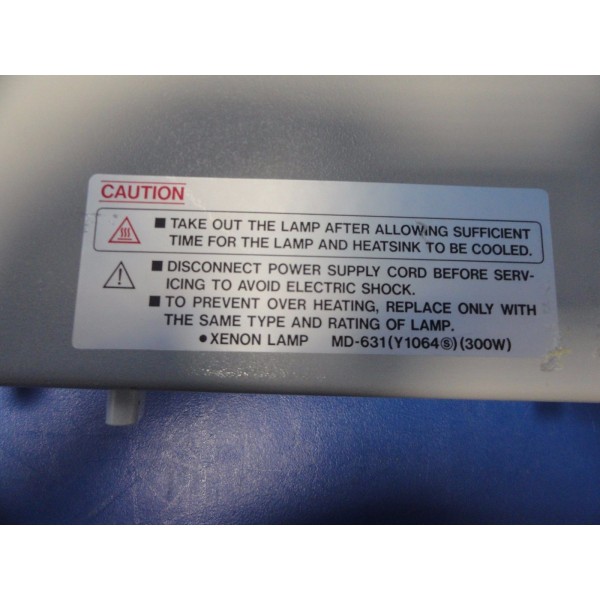 CAUTION
■ TAKE OUT THE LAMP AFTER ALLOWING SUFFICIENT
TIME FOR THE LAMP AND HEATSINK TO BE COOLED.
■ DISCONNECT POWER SUPPLY CORD BEFORE SERV-
ICING TO AVOID ELECTRIC SHOCK.
■ TO PREVENT OVER HEATING, REPLACE ONLY WITH
THE SAME TYPE AND RATING OF LAMP.
● XENON LAMP MD-631(Y1064Ⓢ)(300W)